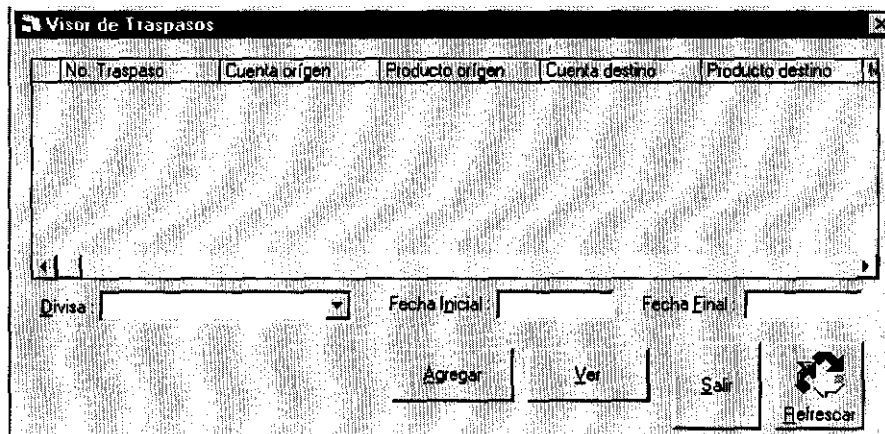 Visor de Traspasos
No. Traspaso Cuenta orígen Producto orígen Cuenta destino Producto destino
Divisa : Fecha Inicial : Fecha Final :
Agregar Ver Salir Refrescar